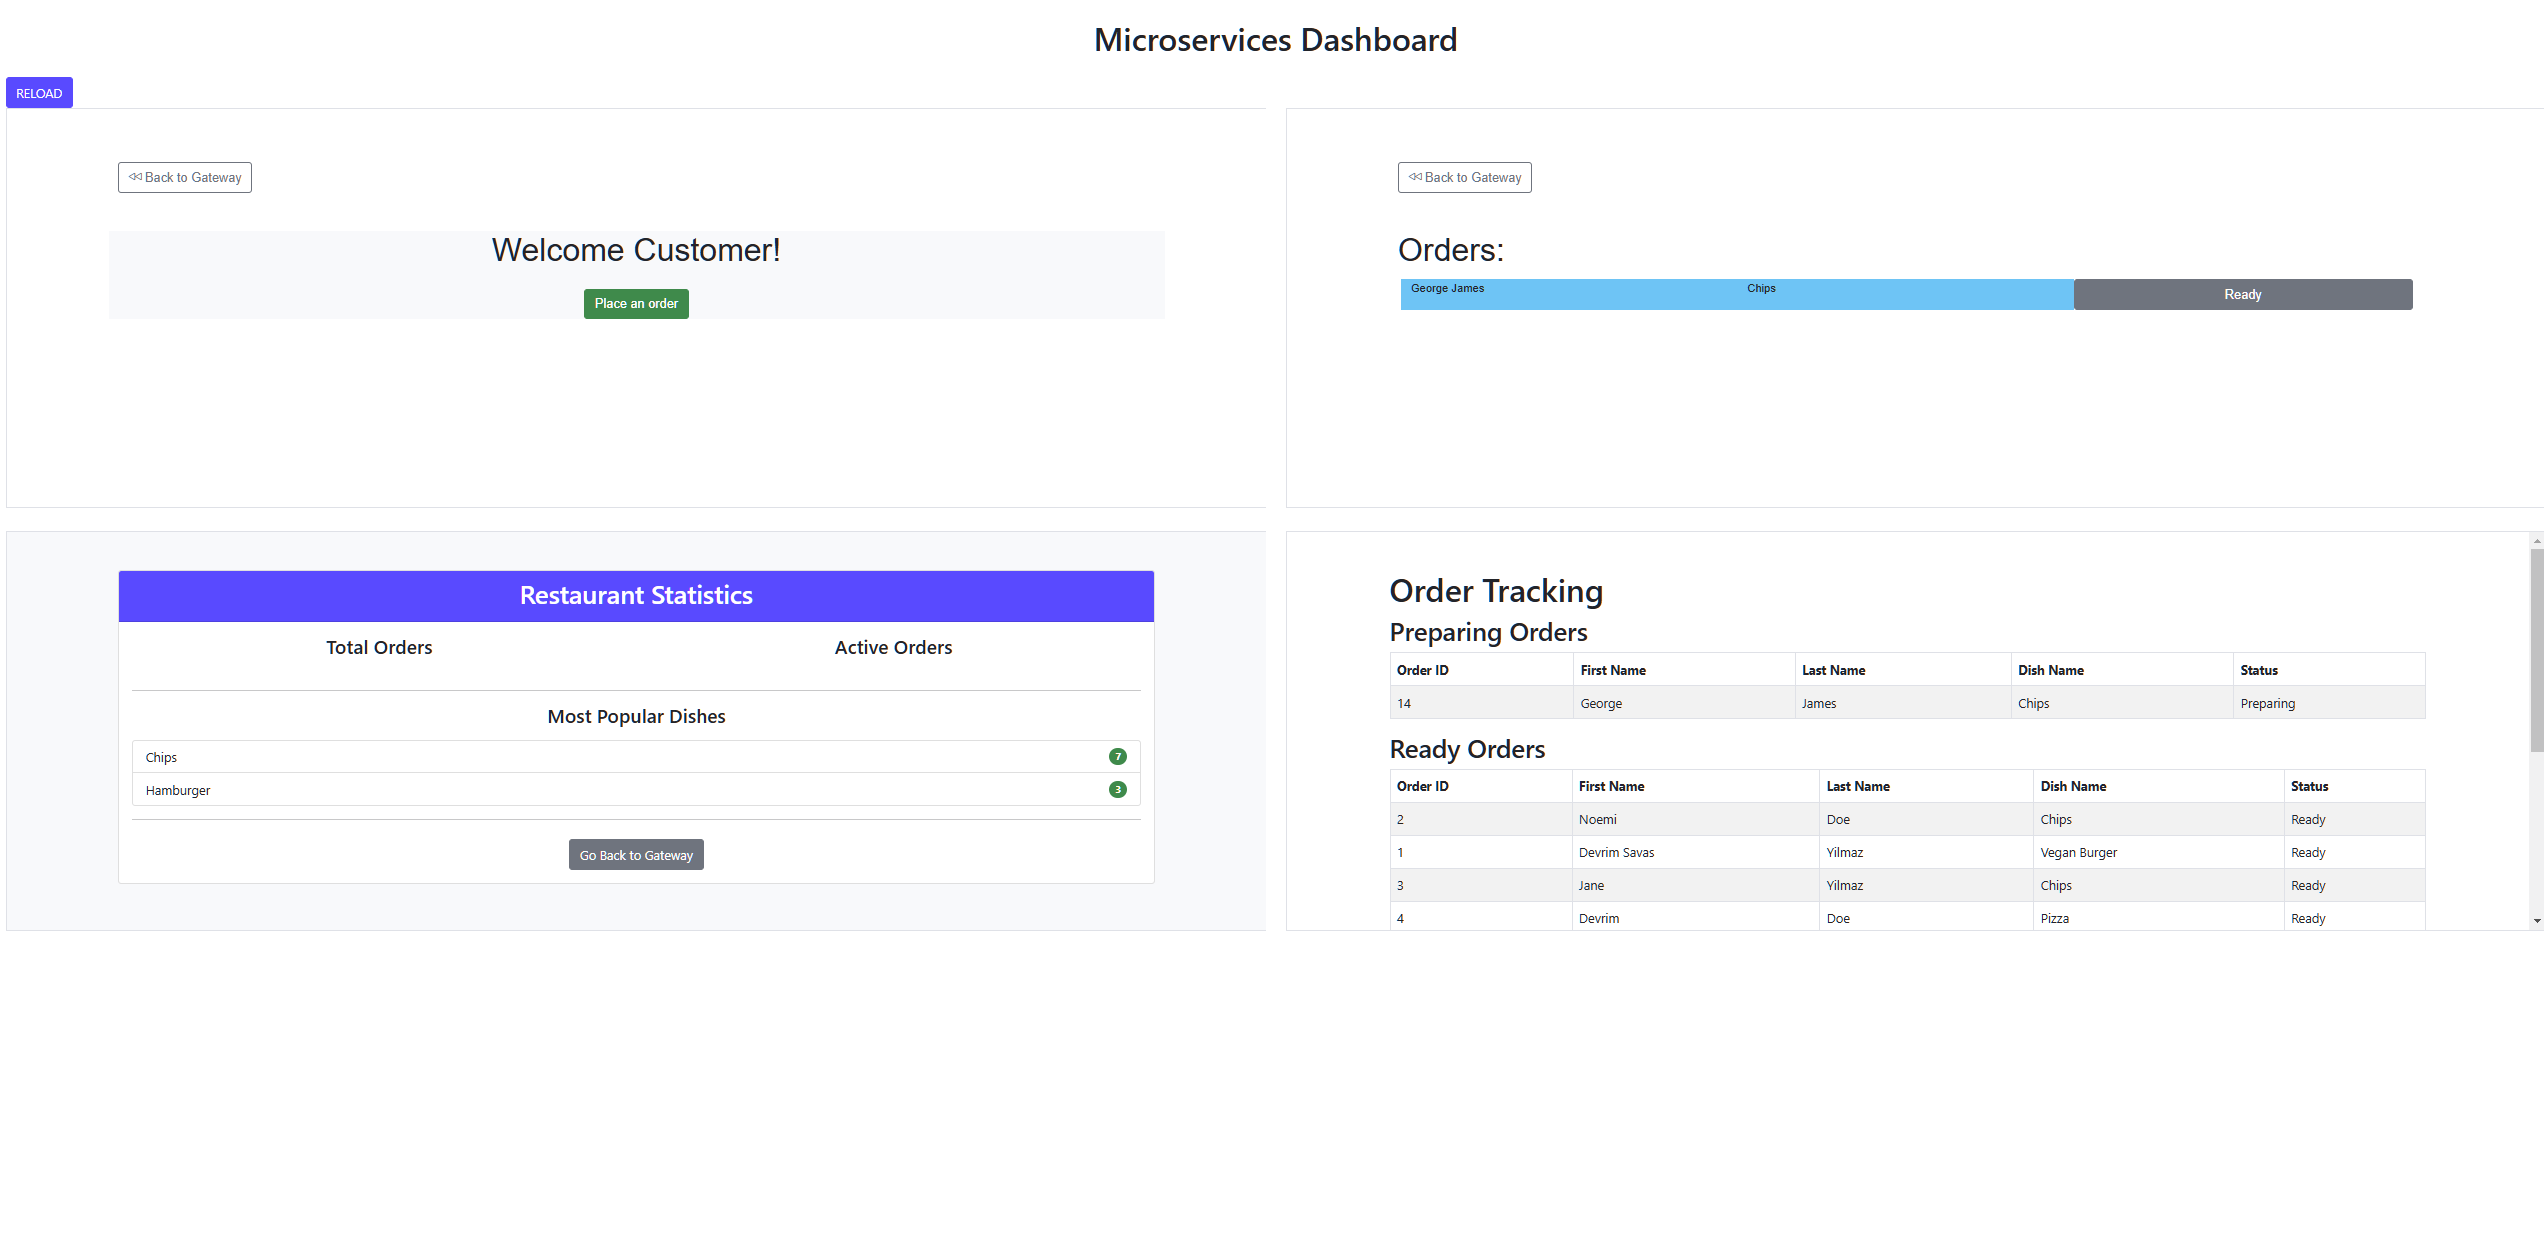 Microservices Dashboard
RELOAD
Back to Gateway
Welcome Customer!
Place an order
Back to Gateway
Orders:
George James Chips Ready
Restaurant Statistics
Total Orders Active Orders
Most Popular Dishes
Chips 7
Hamburger 3
Go Back to Gateway
Order Tracking
Preparing Orders
Order ID First Name Last Name Dish Name Status
14 George James Chips Preparing
Ready Orders
Order ID First Name Last Name Dish Name Status
2 Noemi Doe Chips Ready
1 Devrim Savas Yilmaz Vegan Burger Ready
3 Jane Yilmaz Chips Ready
4 Devrim Doe Pizza Ready